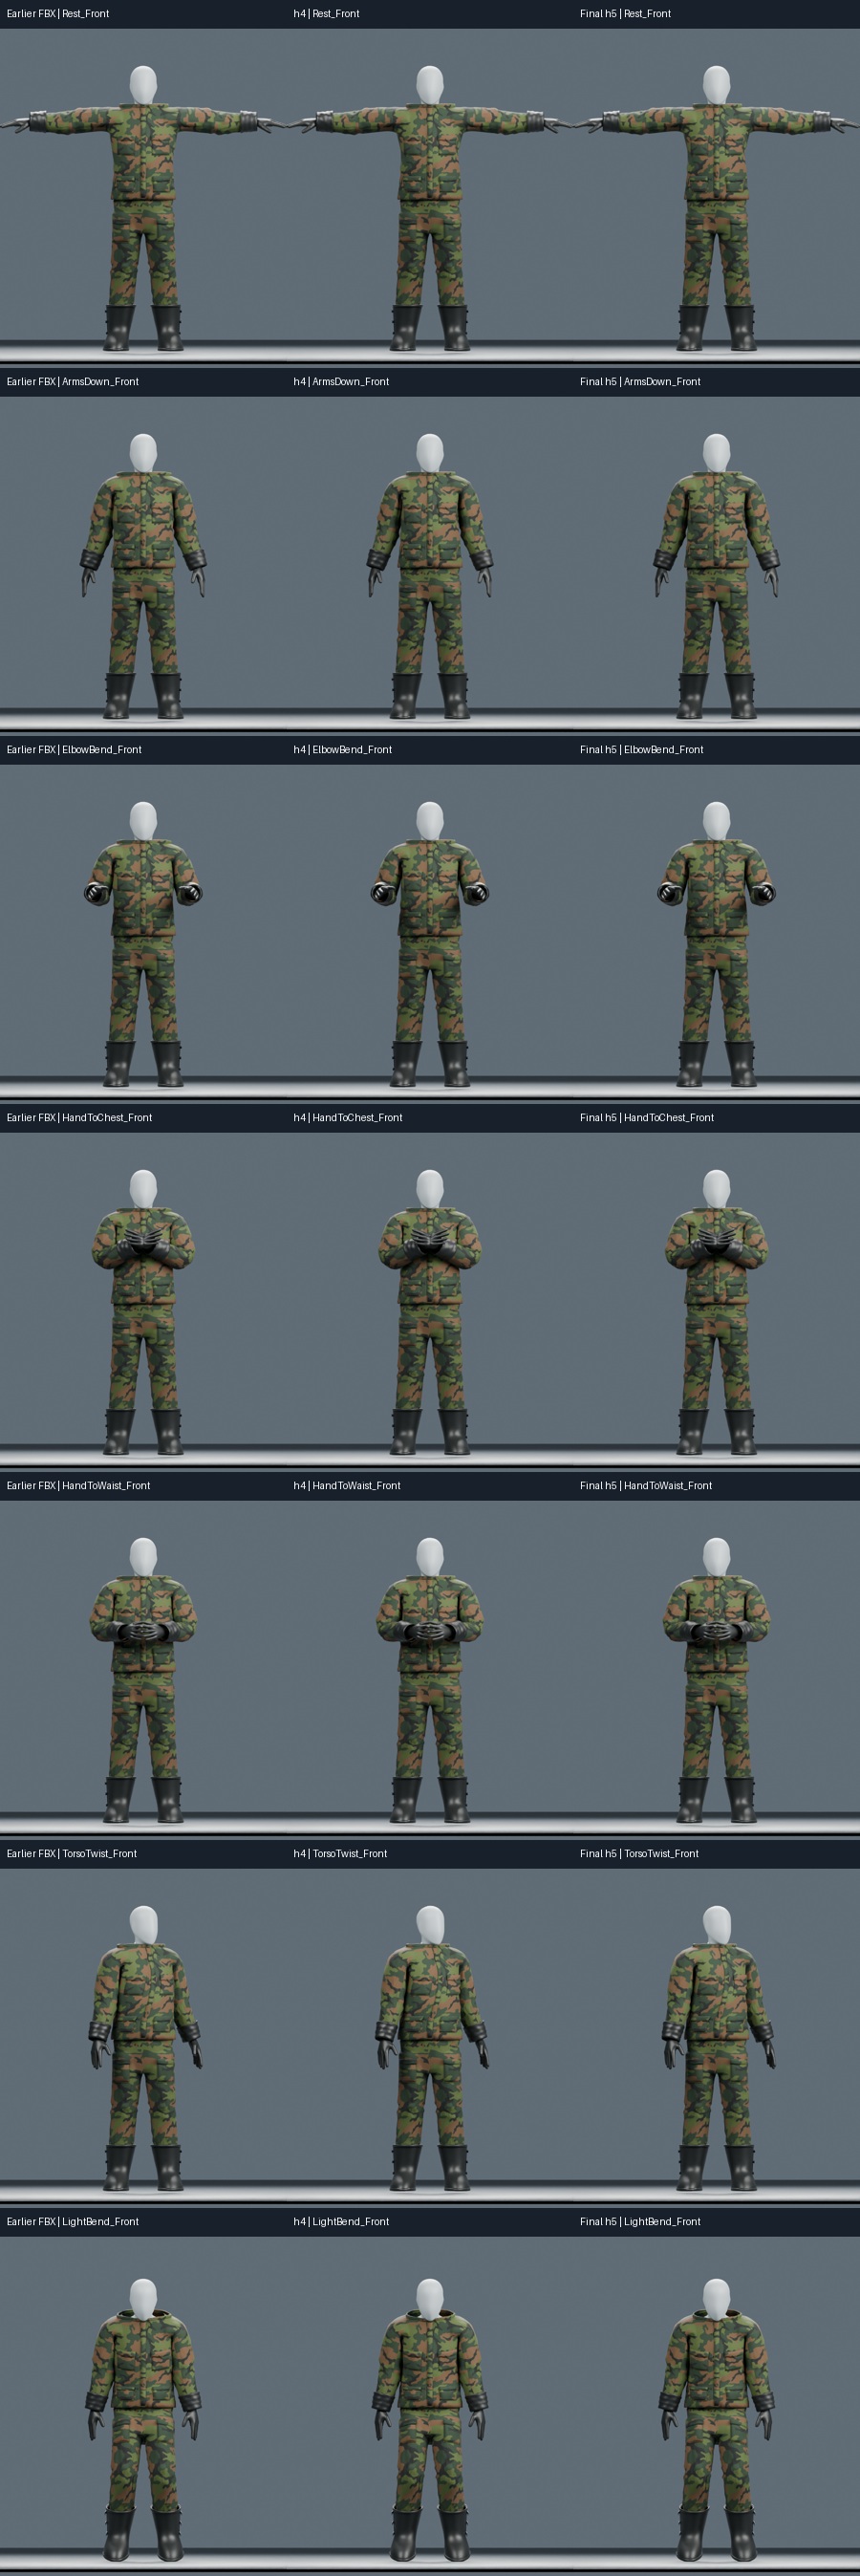 Earlier FBX | Rest_Front
h4 | Rest_Front
Final h5 | Rest_Front
Earlier FBX | ArmsDown_Front
h4 | ArmsDown_Front
Final h5 | ArmsDown_Front
Earlier FBX | ElbowBend_Front
h4 | ElbowBend_Front
Final h5 | ElbowBend_Front
Earlier FBX | HandToChest_Front
h4 | HandToChest_Front
Final h5 | HandToChest_Front
Earlier FBX | HandToWaist_Front
h4 | HandToWaist_Front
Final h5 | HandToWaist_Front
Earlier FBX | TorsoTwist_Front
h4 | TorsoTwist_Front
Final h5 | TorsoTwist_Front
Earlier FBX | LightBend_Front
h4 | LightBend_Front
Final h5 | LightBend_Front